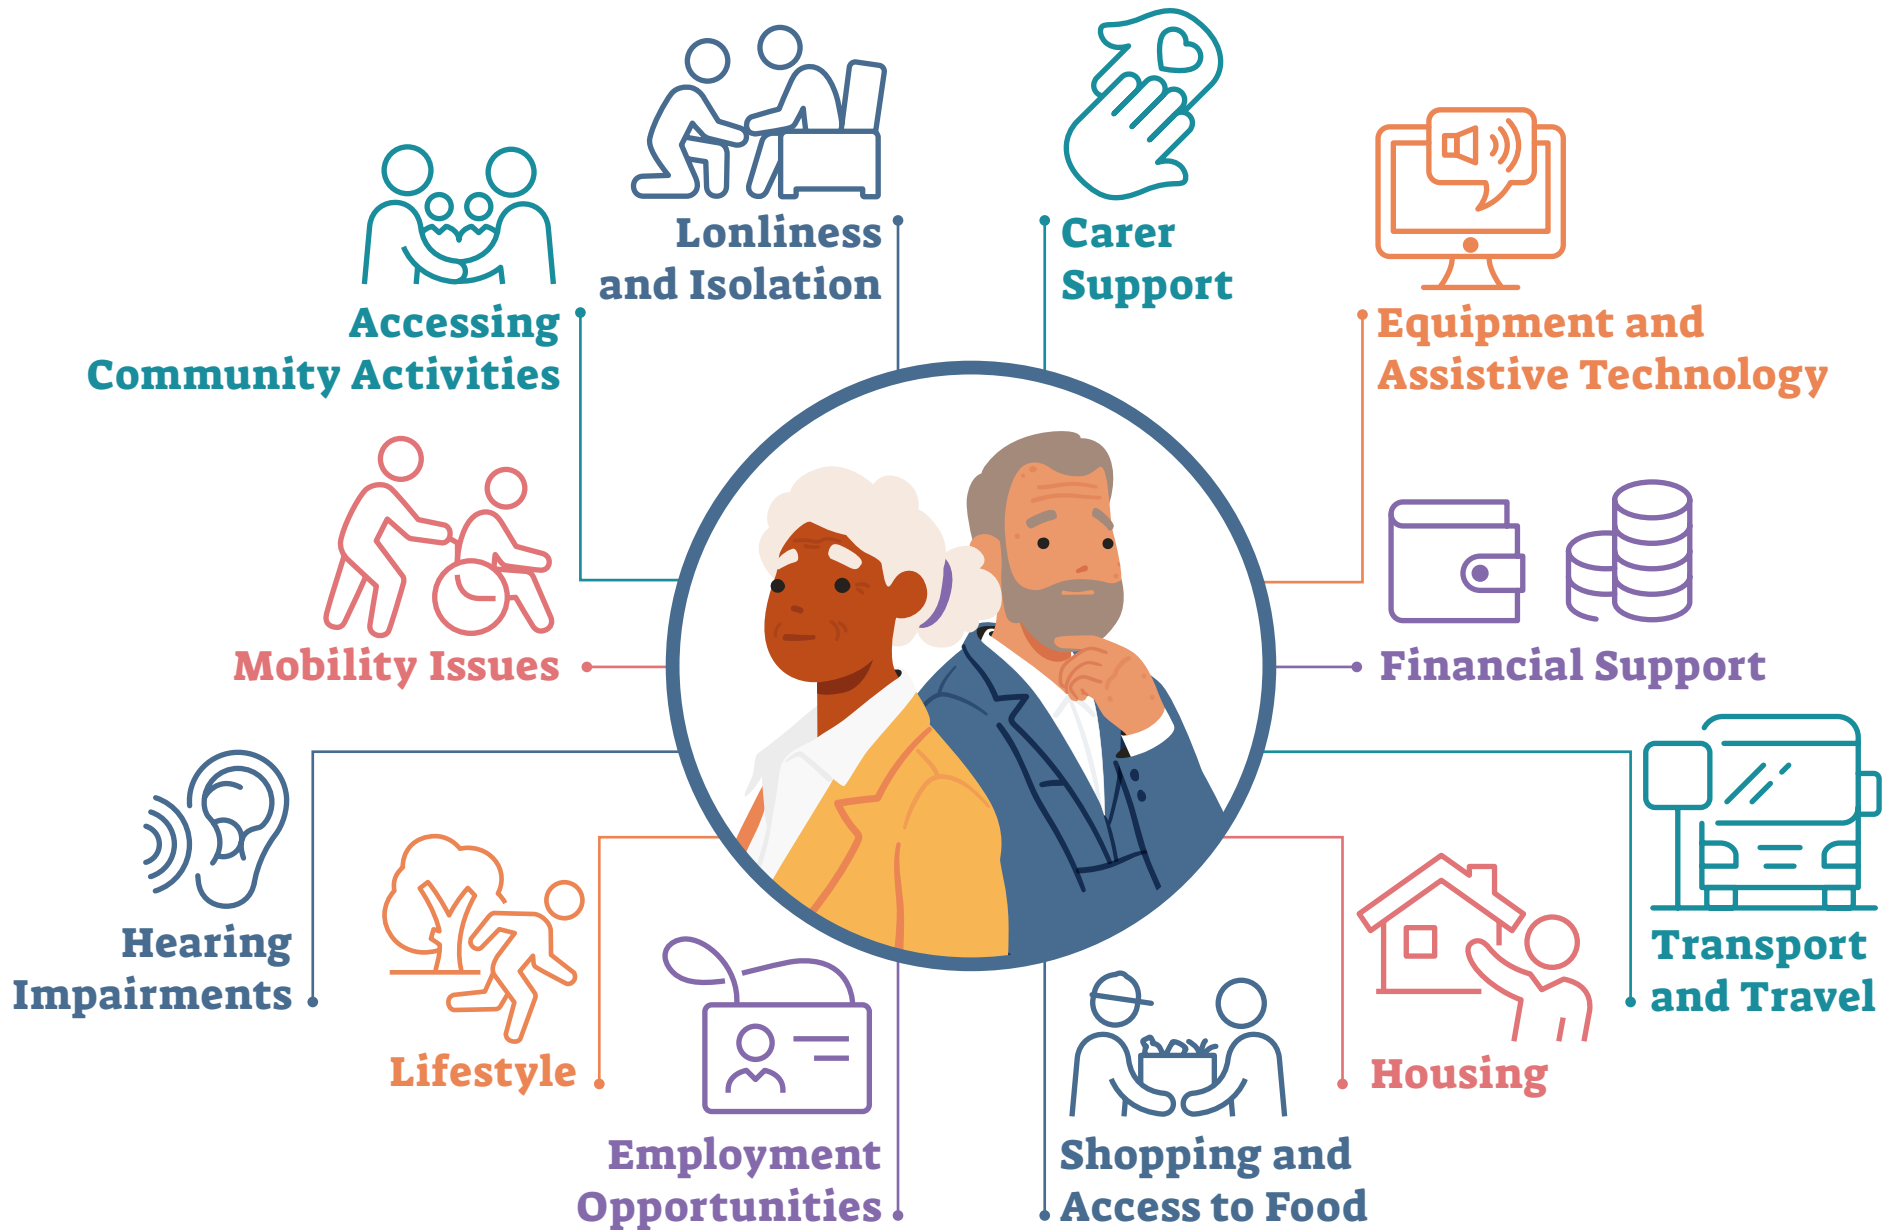 Lonliness
and Isolation
Carer
Support
Accessing
Community Activities
Equipment and
Assistive Technology
Mobility Issues
Financial Support
Hearing
Impairments
Transport
and Travel
Lifestyle
Housing
Employment
Opportunities
Shopping and
Access to Food